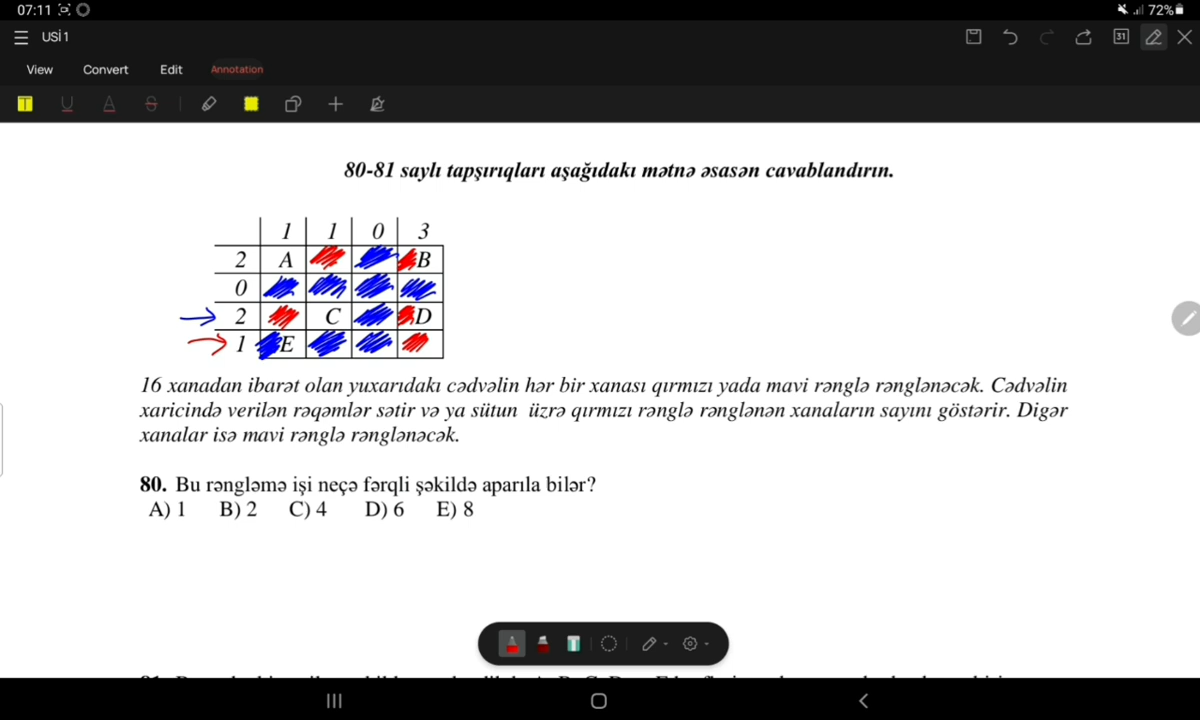 07:11 72%
USİ 1 31
View Convert Edit Annotation
T U A S
80-81 saylı tapşırıqları aşağıdakı mətnə əsasən cavablandırın.
1 1 0 3
2 A B
0
2 C D
1 E
16 xanadan ibarət olan yuxarıdakı cədvəlin hər bir xanası qırmızı yada mavi rənglə rənglənəcək. Cədvəlin
xaricində verilən rəqəmlər sətir və ya sütun üzrə qırmızı rənglə rənglənən xanaların sayını göstərir. Digər
xanalar isə mavi rənglə rənglənəcək.
80. Bu rəngləmə işi neçə fərqli şəkildə aparıla bilər?
A) 1 B) 2 C) 4 D) 6 E) 8